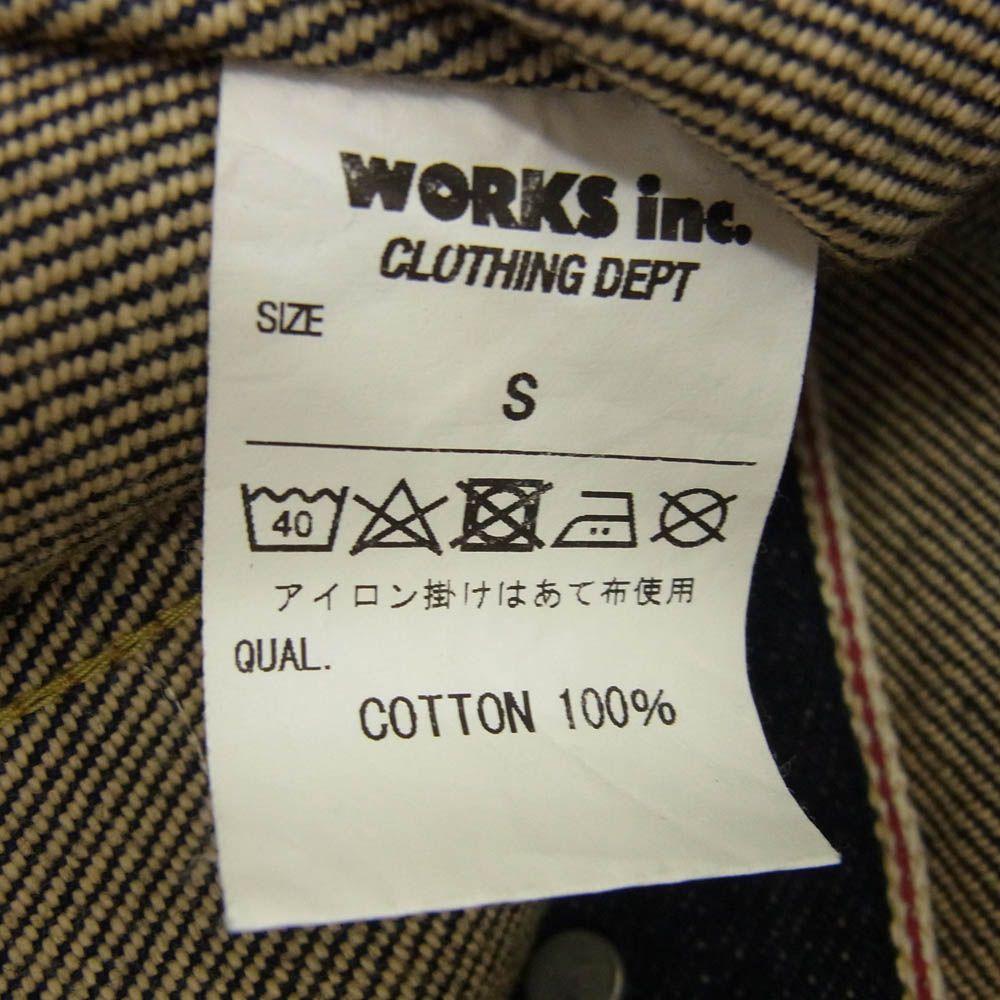 WORKS inc.
CLOTHING DEPT
SIZE
S
40
アイロン掛けはあて布使用
QUAL.
COTTON 100%